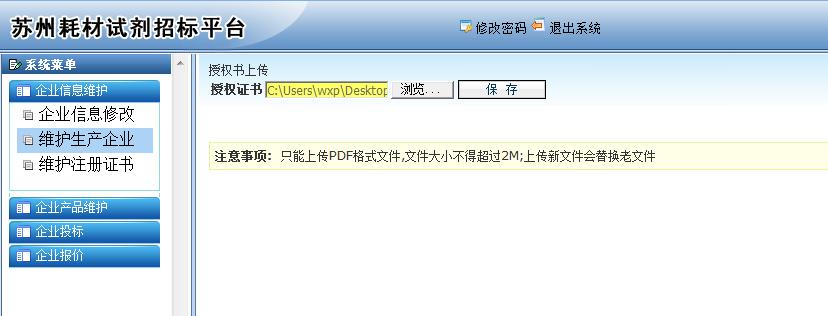 苏州耗材试剂招标平台
修改密码 退出系统
系统菜单
企业信息维护
企业信息修改
维护生产企业
维护注册证书
企业产品维护
企业投标
企业报价
授权书上传
授权证书 C:\Users\wxp\Desktop 浏览... 保 存
注意事项: 只能上传PDF格式文件,文件大小不得超过2M;上传新文件会替换老文件